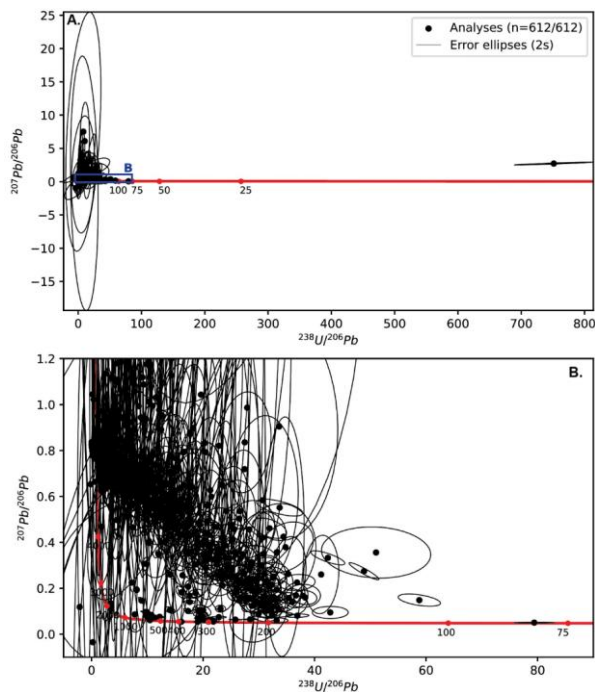 A.
Analyses (n=612/612)
Error ellipses (2s)
25
20
15
10
5
0
−5
−10
−15
²⁰⁷Pb/²⁰⁶Pb
B
100 75 50 25
0 100 200 300 400 500 600 700 800
²³⁸U/²⁰⁶Pb
B.
1.2
1.0
0.8
0.6
0.4
0.2
0.0
²⁰⁷Pb/²⁰⁶Pb
500 400 300 200 100 75
0 20 40 60 80
²³⁸U/²⁰⁶Pb